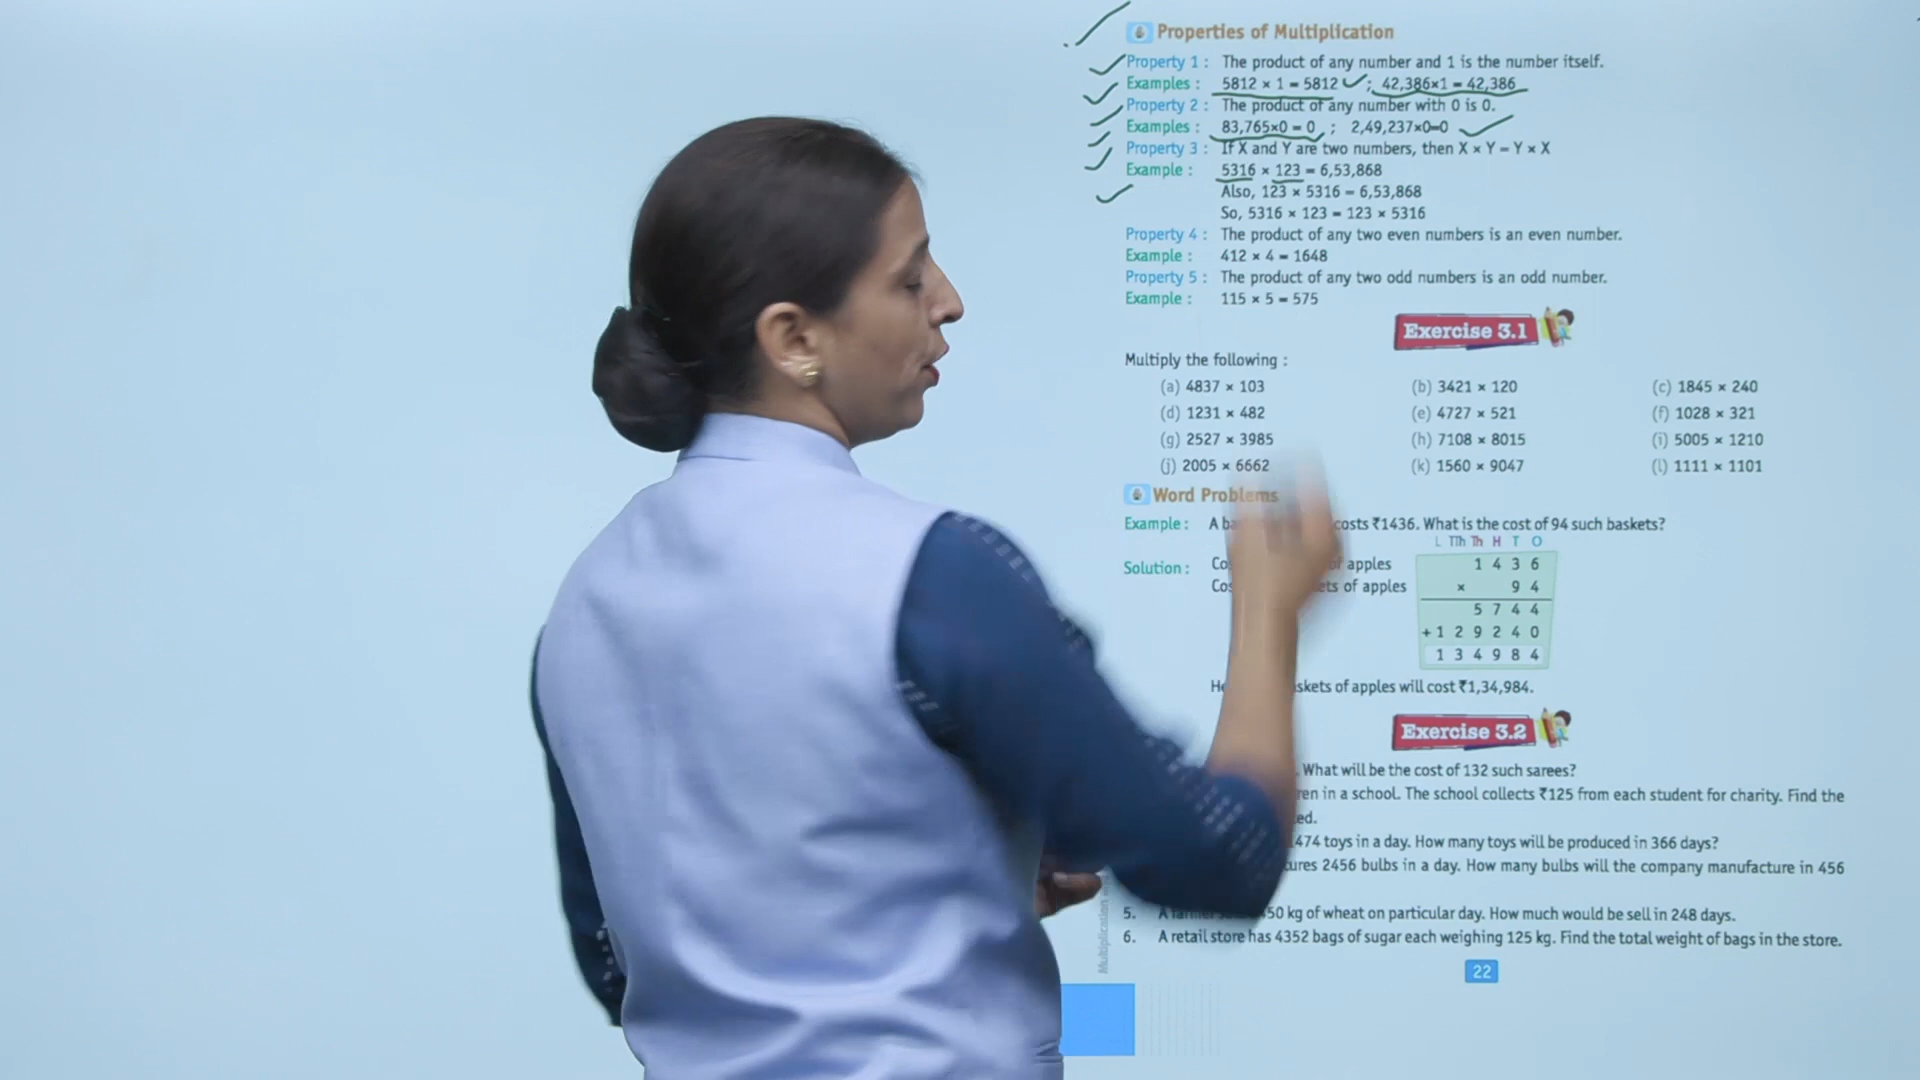 Properties of Multiplication
Property 1 : The product of any number and 1 is the number itself.
Examples : 5812 × 1 = 5812 ; 42,386×1 = 42,386
Property 2 : The product of any number with 0 is 0.
Examples : 83,765×0 = 0 ; 2,49,237×0=0
Property 3 : If X and Y are two numbers, then X × Y = Y × X
Example : 5316 × 123 = 6,53,868
Also, 123 × 5316 = 6,53,868
So, 5316 × 123 = 123 × 5316
Property 4 : The product of any two even numbers is an even number.
Example : 412 × 4 = 1648
Property 5 : The product of any two odd numbers is an odd number.
Example : 115 × 5 = 575
Exercise 3.1
Multiply the following :
(a) 4837 × 103 (b) 3421 × 120 (c) 1845 × 240
(d) 1231 × 482 (e) 4727 × 521 (f) 1028 × 321
(g) 2527 × 3985 (h) 7108 × 8015 (i) 5005 × 1210
(j) 2005 × 6662 (k) 1560 × 9047 (l) 1111 × 1101
Word Problems
Example : A costs ₹1436. What is the cost of 94 such baskets?
L TTh Th H T O
Solution : apples 1 4 3 6
of apples × 9 4
5 7 4 4
+ 1 2 9 2 4 0
1 3 4 9 8 4
of apples will cost ₹1,34,984.
Exercise 3.2
What will be the cost of 132 such sarees?
in a school. The school collects ₹125 from each student for charity. Find the
474 toys in a day. How many toys will be produced in 366 days?
2456 bulbs in a day. How many bulbs will the company manufacture in 456
5. A kg of wheat on particular day. How much would be sell in 248 days.
6. A retail store has 4352 bags of sugar each weighing 125 kg. Find the total weight of bags in the store.
Multiplication
22